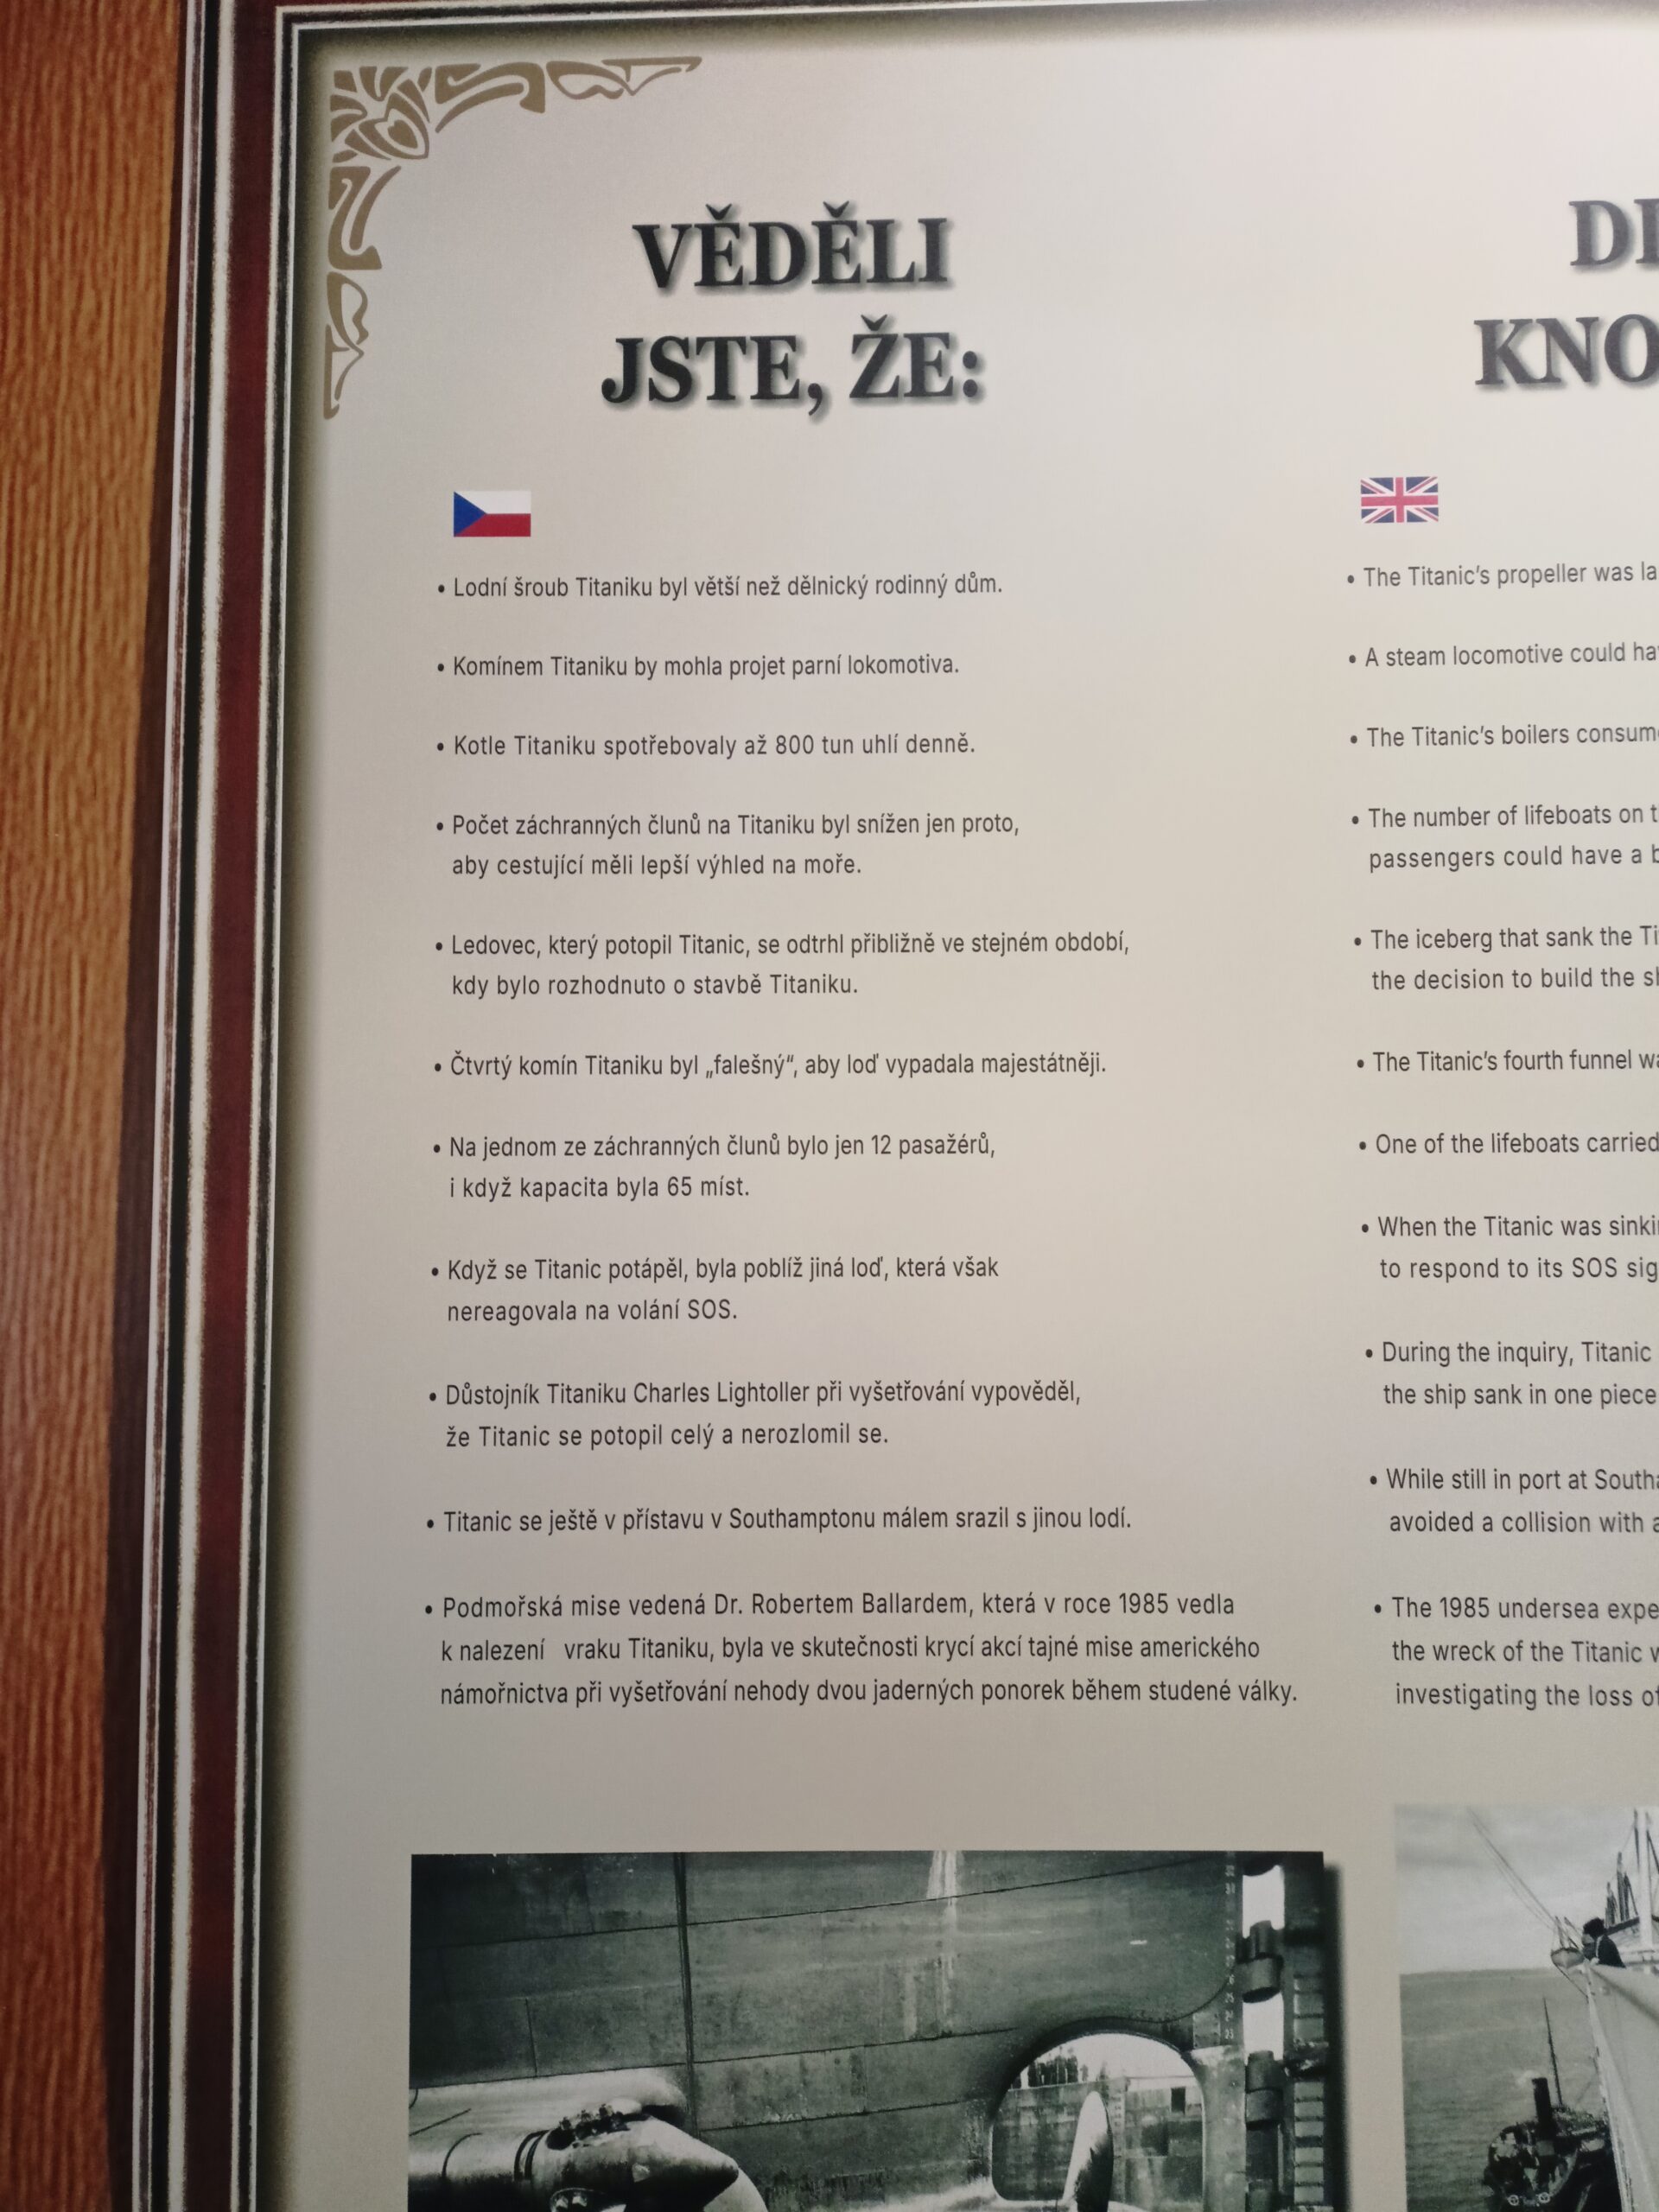 VĚDĚLI
JSTE, ŽE:
• Lodní šroub Titaniku byl větší než dělnický rodinný dům.
• Komínem Titaniku by mohla projet parní lokomotiva.
• Kotle Titaniku spotřebovaly až 800 tun uhlí denně.
• Počet záchranných člunů na Titaniku byl snížen jen proto,
aby cestující měli lepší výhled na moře.
• Ledovec, který potopil Titanic, se odtrhl přibližně ve stejném období,
kdy bylo rozhodnuto o stavbě Titaniku.
• Čtvrtý komín Titaniku byl „falešný“, aby loď vypadala majestátněji.
• Na jednom ze záchranných člunů bylo jen 12 pasažérů,
i když kapacita byla 65 míst.
• Když se Titanic potápěl, byla poblíž jiná loď, která však
nereagovala na volání SOS.
• Důstojník Titaniku Charles Lightoller při vyšetřování vypověděl,
že Titanic se potopil celý a nerozlomil se.
• Titanic se ještě v přístavu v Southamptonu málem srazil s jinou lodí.
• Podmořská mise vedená Dr. Robertem Ballardem, která v roce 1985 vedla
k nalezení vraku Titaniku, byla ve skutečnosti krycí akcí tajné mise amerického
námořnictva při vyšetřování nehody dvou jaderných ponorek během studené války.
• The Titanic’s propeller was
• A steam locomotive could
• The Titanic’s boilers
• The number of lifeboats on
passengers could have a
• The iceberg that sank the
the decision to build the
• The Titanic’s fourth funnel
• One of the lifeboats carried
• When the Titanic was
to respond to its SOS
• During the inquiry, Titanic
the ship sank in one piece
• While still in port at
avoided a collision with
• The 1985 undersea
the wreck of the Titanic
investigating the loss